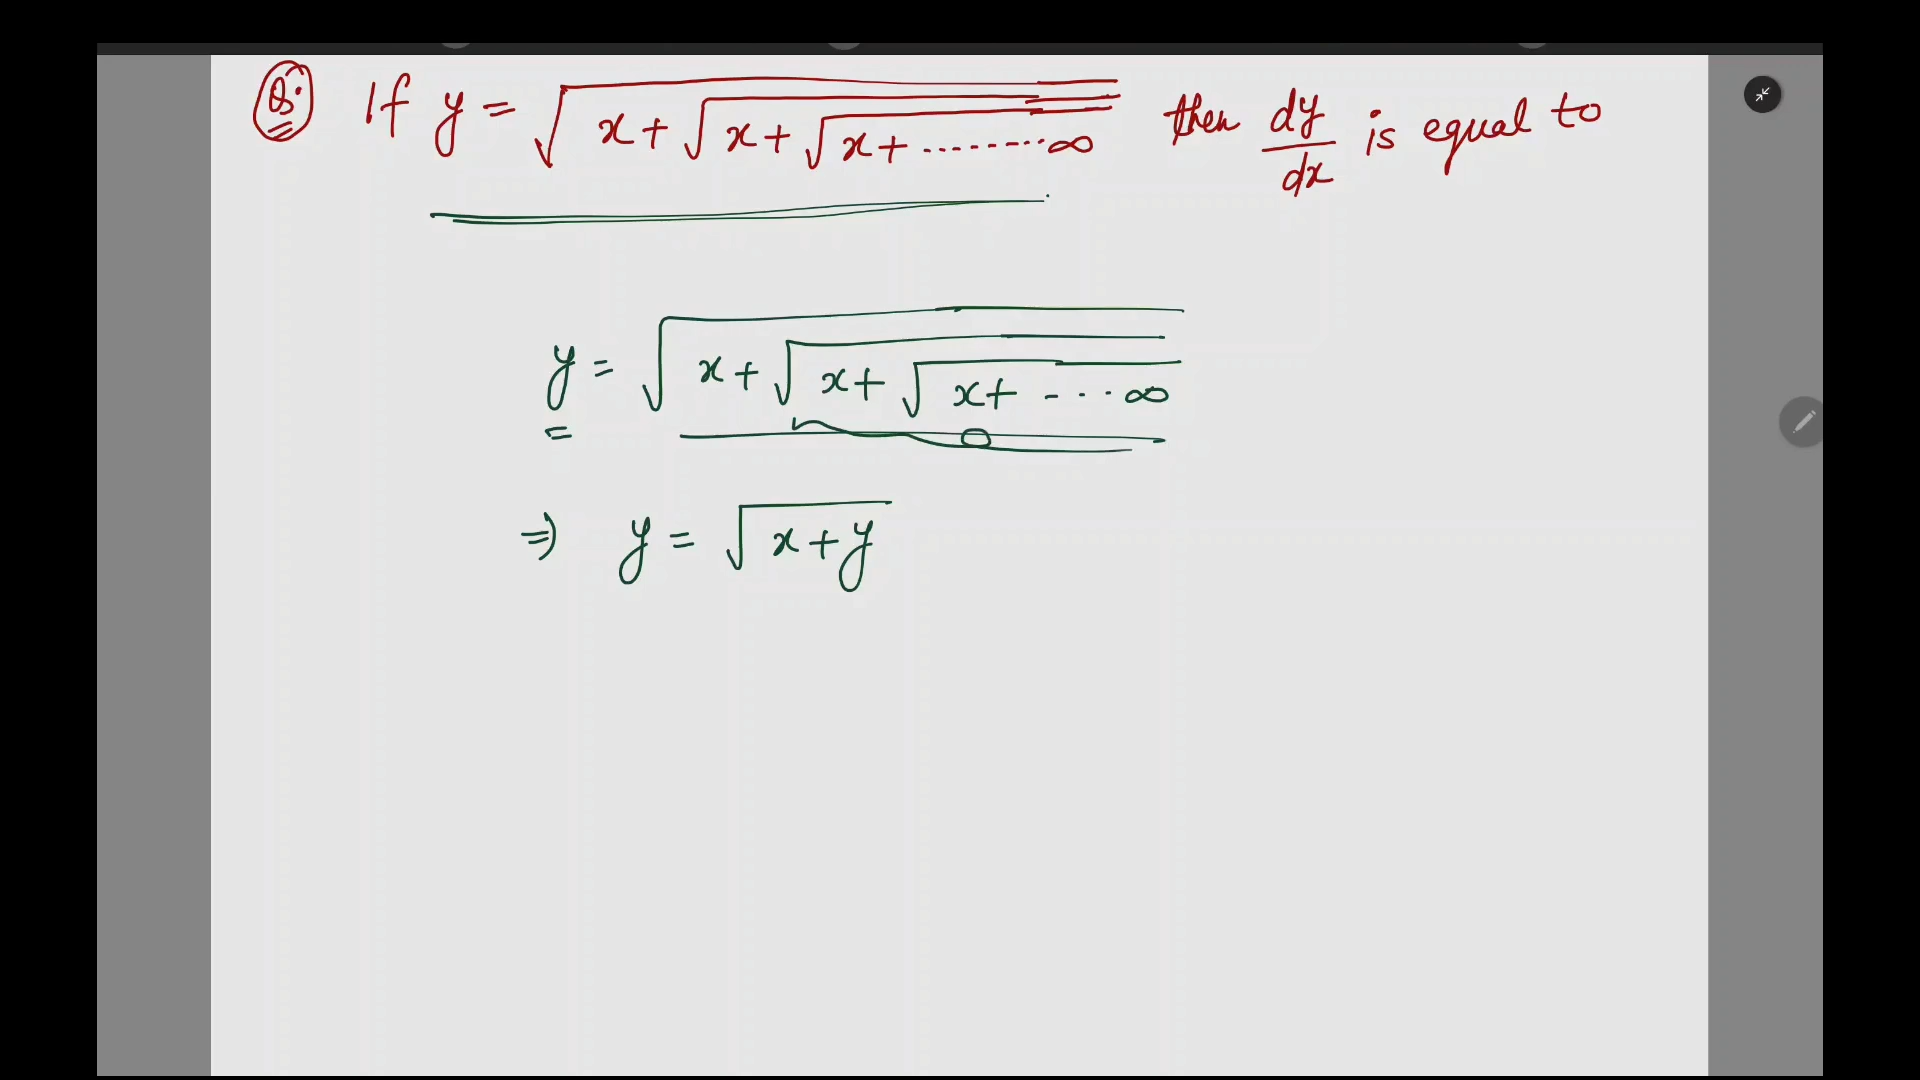 Q. If y = √(x + √(x + √(x + ........∞))) then dy/dx is equal to
y = √(x + √(x + √(x + - ... ∞)))
⇒ y = √(x + y)